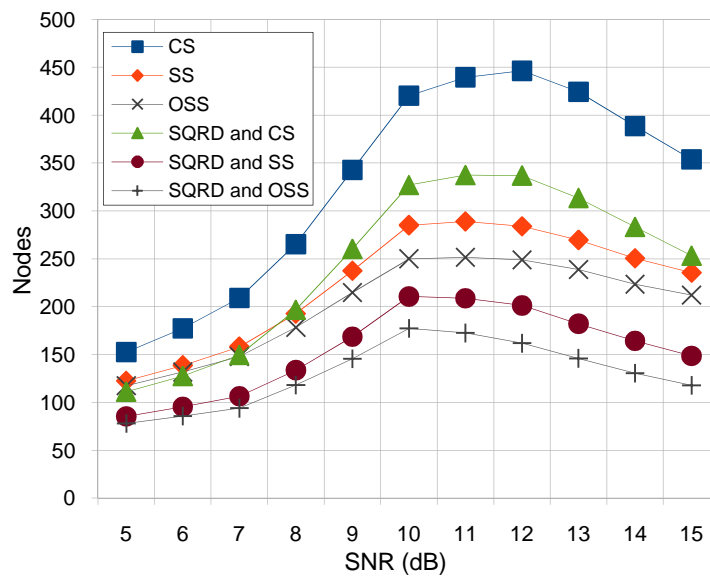 500
450
400
350
300
250
200
150
100
50
0
Nodes
CS
SS
OSS
SQRD and CS
SQRD and SS
SQRD and OSS
5 6 7 8 9 10 11 12 13 14 15
SNR (dB)